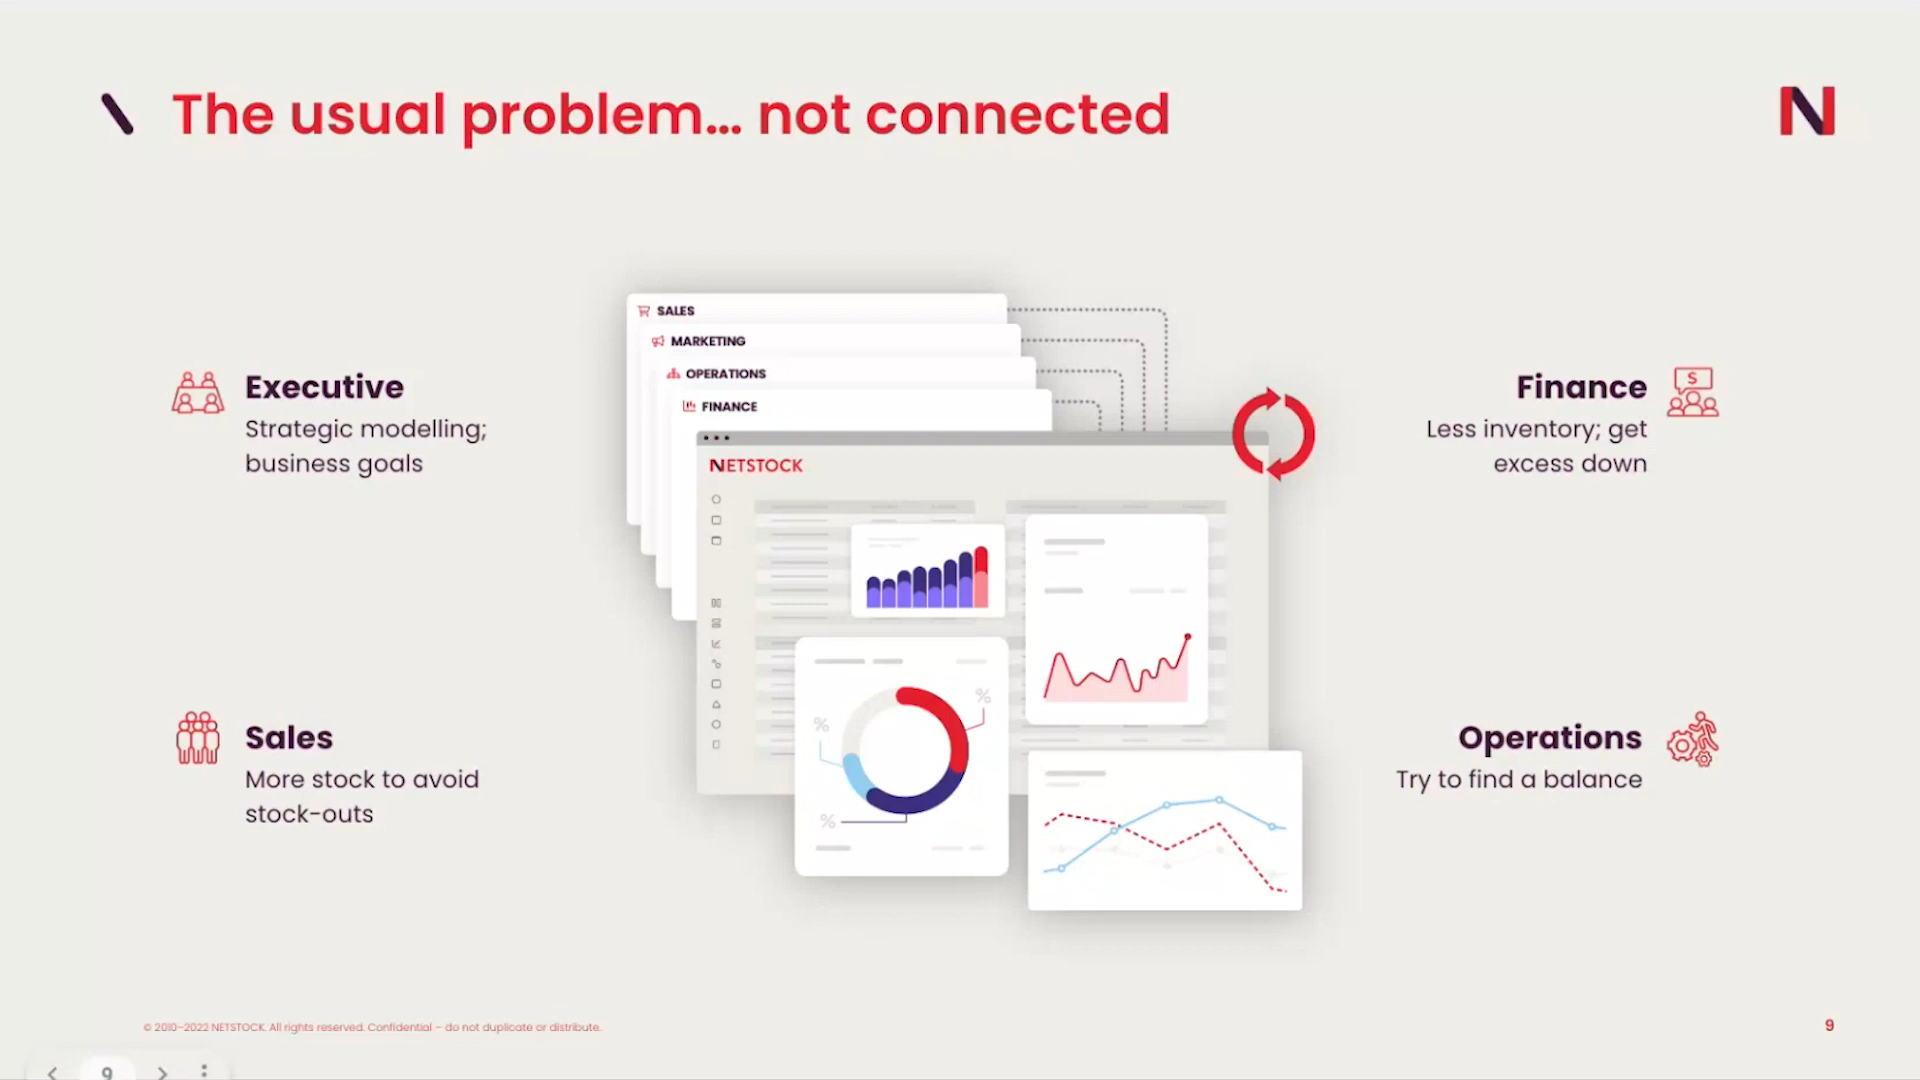 The usual problem... not connected
N
SALES
MARKETING
OPERATIONS
FINANCE
NETSTOCK
Executive
Strategic modelling;
business goals
Finance
$
Less inventory; get
excess down
%
%
%
Sales
More stock to avoid
stock-outs
Operations
Try to find a balance
© 2010–2022 NETSTOCK. All rights reserved. Confidential – do not duplicate or distribute.
9
9